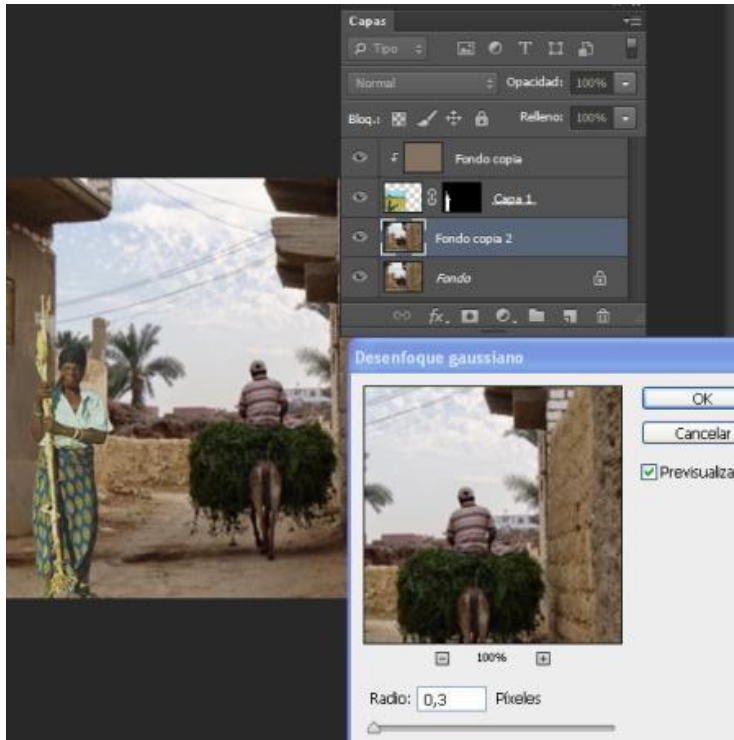 Capas
Tipo
Normal Opacidad: 100%
Bloq.: Relleno: 100%
Fondo copia
Capa 1
Fondo copia 2
Fondo
fx
Desenfoque gaussiano
OK
Cancelar
Previsualiza
100%
Radio: 0,3 Píxeles